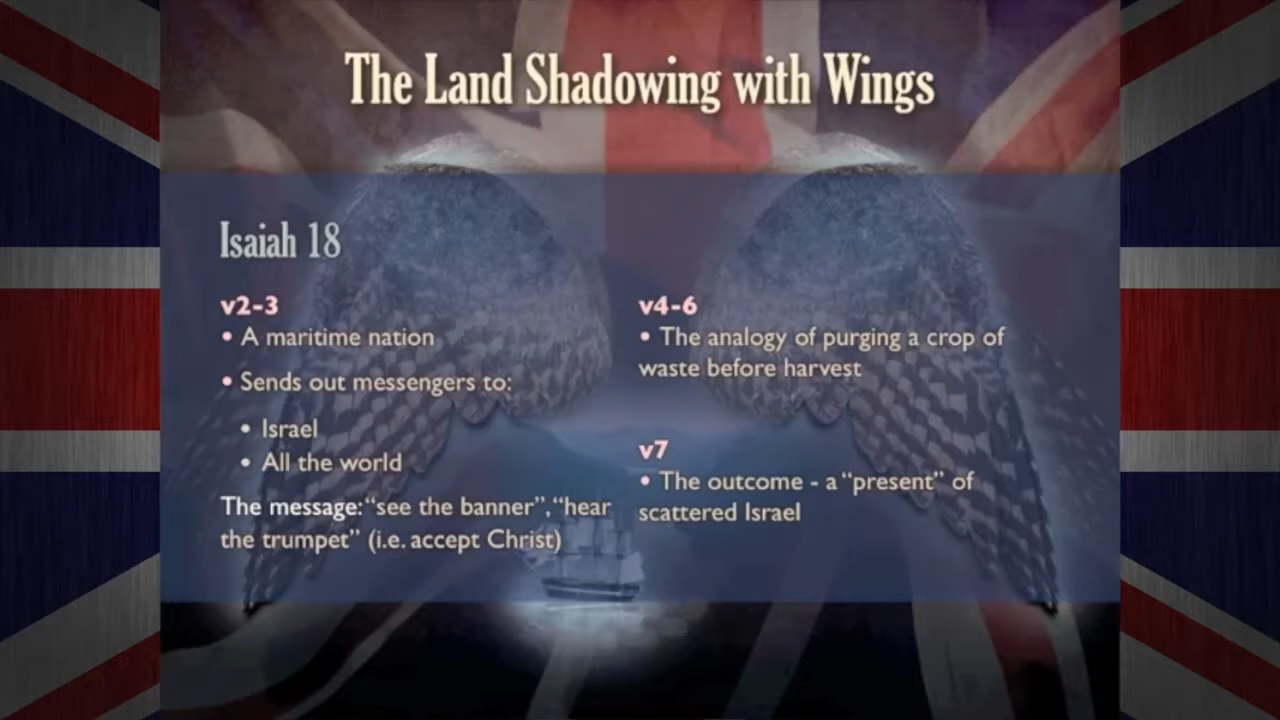 The Land Shadowing with Wings
Isaiah 18
v2-3
• A maritime nation
• Sends out messengers to:
• Israel
• All the world
The message: “see the banner”, “hear
the trumpet” (i.e. accept Christ)
v4-6
• The analogy of purging a crop of
waste before harvest
v7
• The outcome - a “present” of
scattered Israel